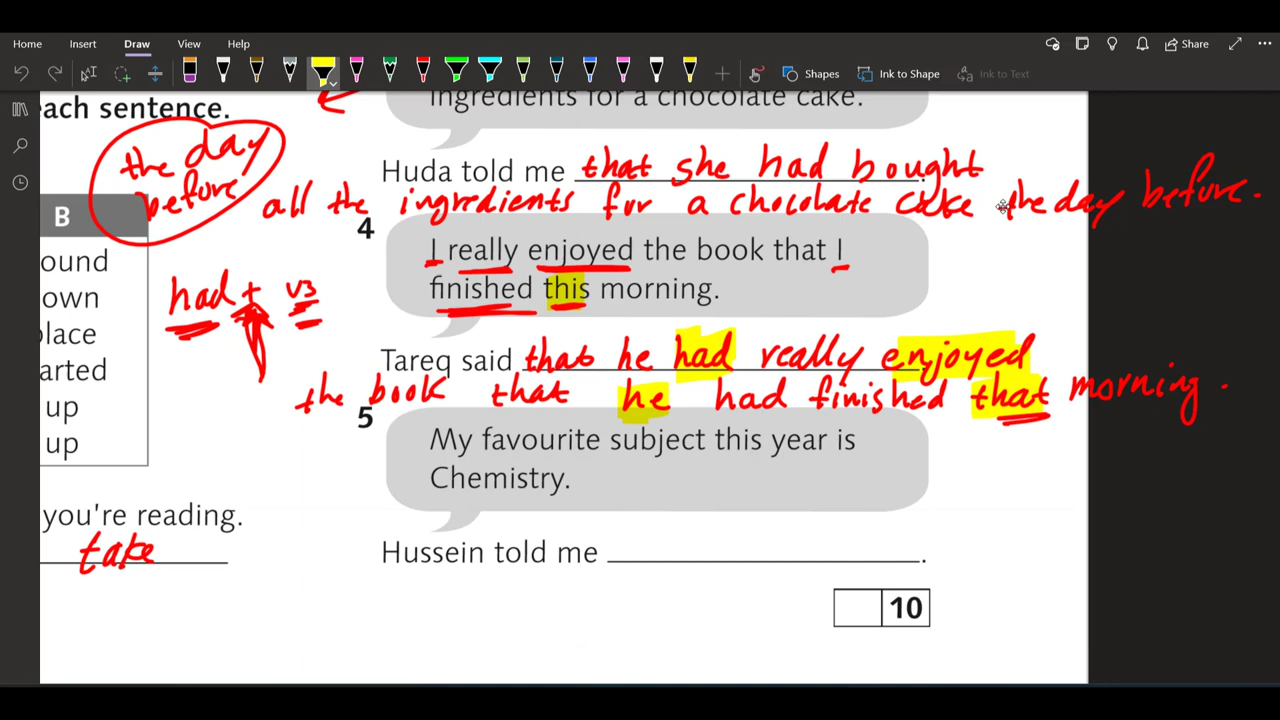 Home Insert Draw View Help
Share
Shapes Ink to Shape Ink to Text
each sentence.
ingredients for a chocolate cake.
the day
before
Huda told me that she had bought
all the ingredients for a chocolate cake the day before.
B
ound
own
place
arted
up
up
4
I really enjoyed the book that I
finished this morning.
had + v3
Tareq said that he had really enjoyed
the book that he had finished that morning.
5
My favourite subject this year is
Chemistry.
you're reading.
take
Hussein told me .
10